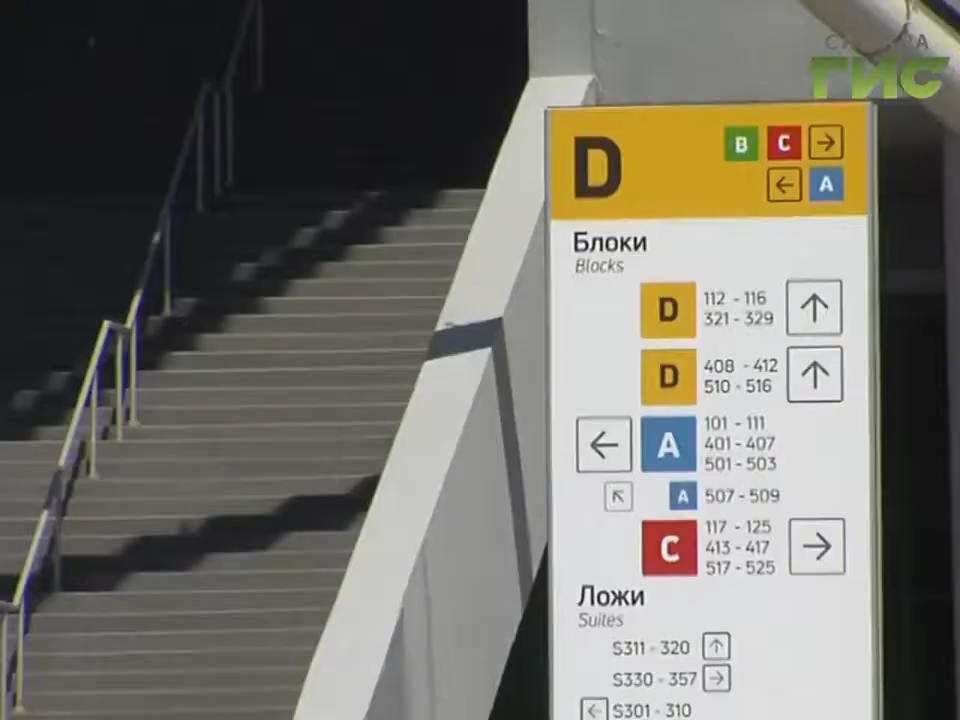 САМАРА
ГИС
D B C →
← A
Блоки
Blocks
D 112 - 116 ↑
321 - 329
D 408 - 412 ↑
510 - 516
← A 101 - 111
401 - 407
501 - 503
↖ A 507 - 509
C 117 - 125 →
413 - 417
517 - 525
Ложи
Suites
S311 - 320 ↑
S330 - 357 →
← S301 - 310